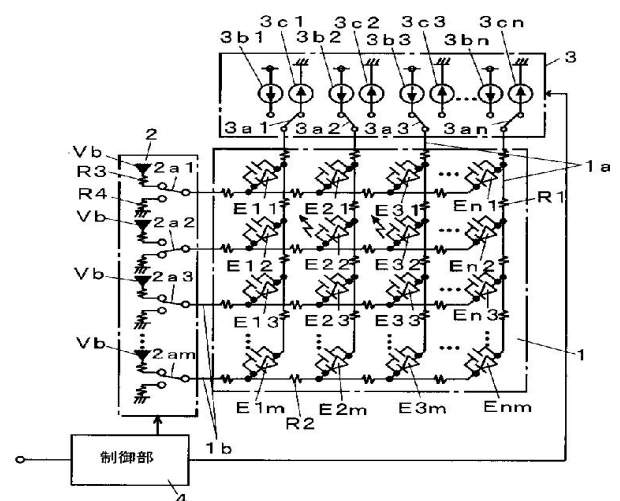 3c1 3c2 3c3 3cn
3b1 3b2 3b3 3bn
3
3a1 3a2 3a3 3an
Vb 2
R3 2a1
R4
1a
E11 E21 E31 En1 R1
Vb 2a2
E12 E22 E32 En2
Vb 2a3
E13 E23 E33 En3
Vb 2am
1
E1m E2m E3m Enm
R2
1b
制御部
4